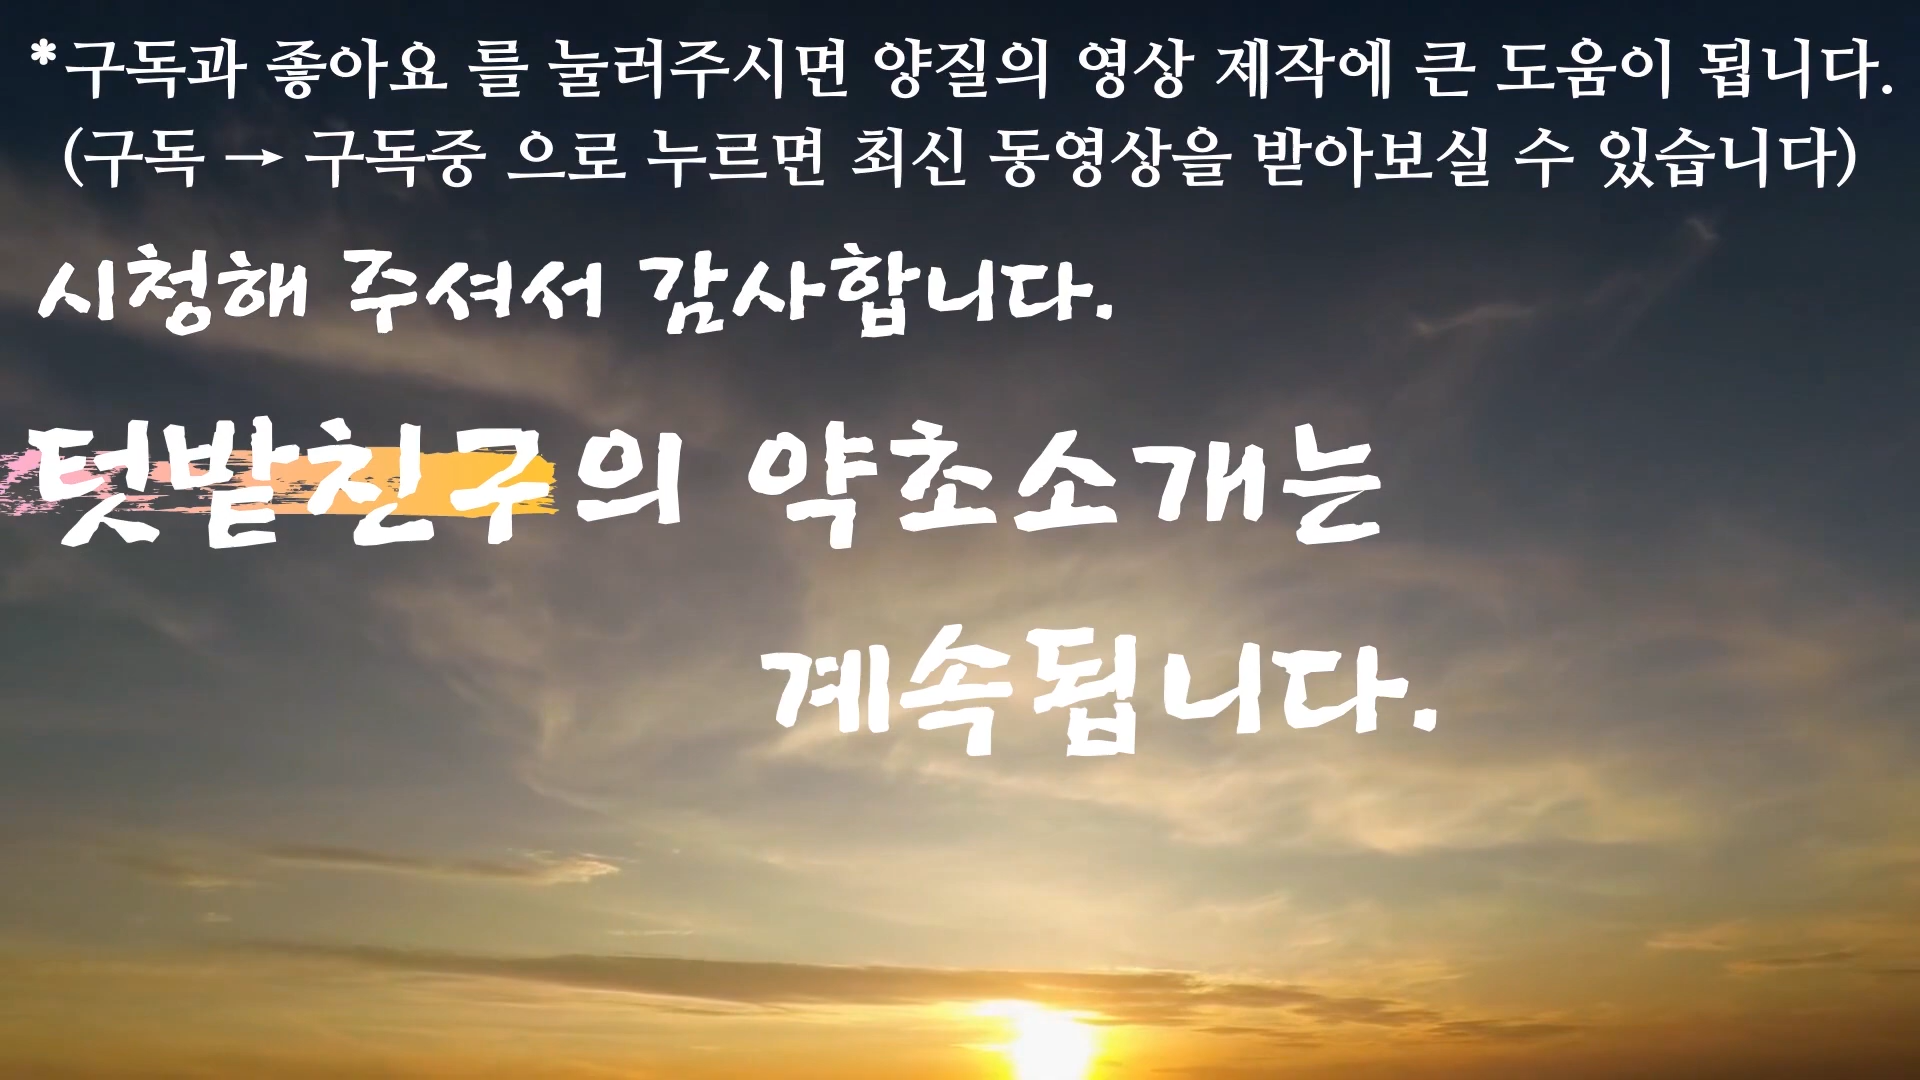 *구독과 좋아요 를 눌러주시면 양질의 영상 제작에 큰 도움이 됩니다.
(구독 → 구독중 으로 누르면 최신 동영상을 받아보실 수 있습니다)
시청해 주셔서 감사합니다.
텃밭친구의 약초소개는
계속됩니다.